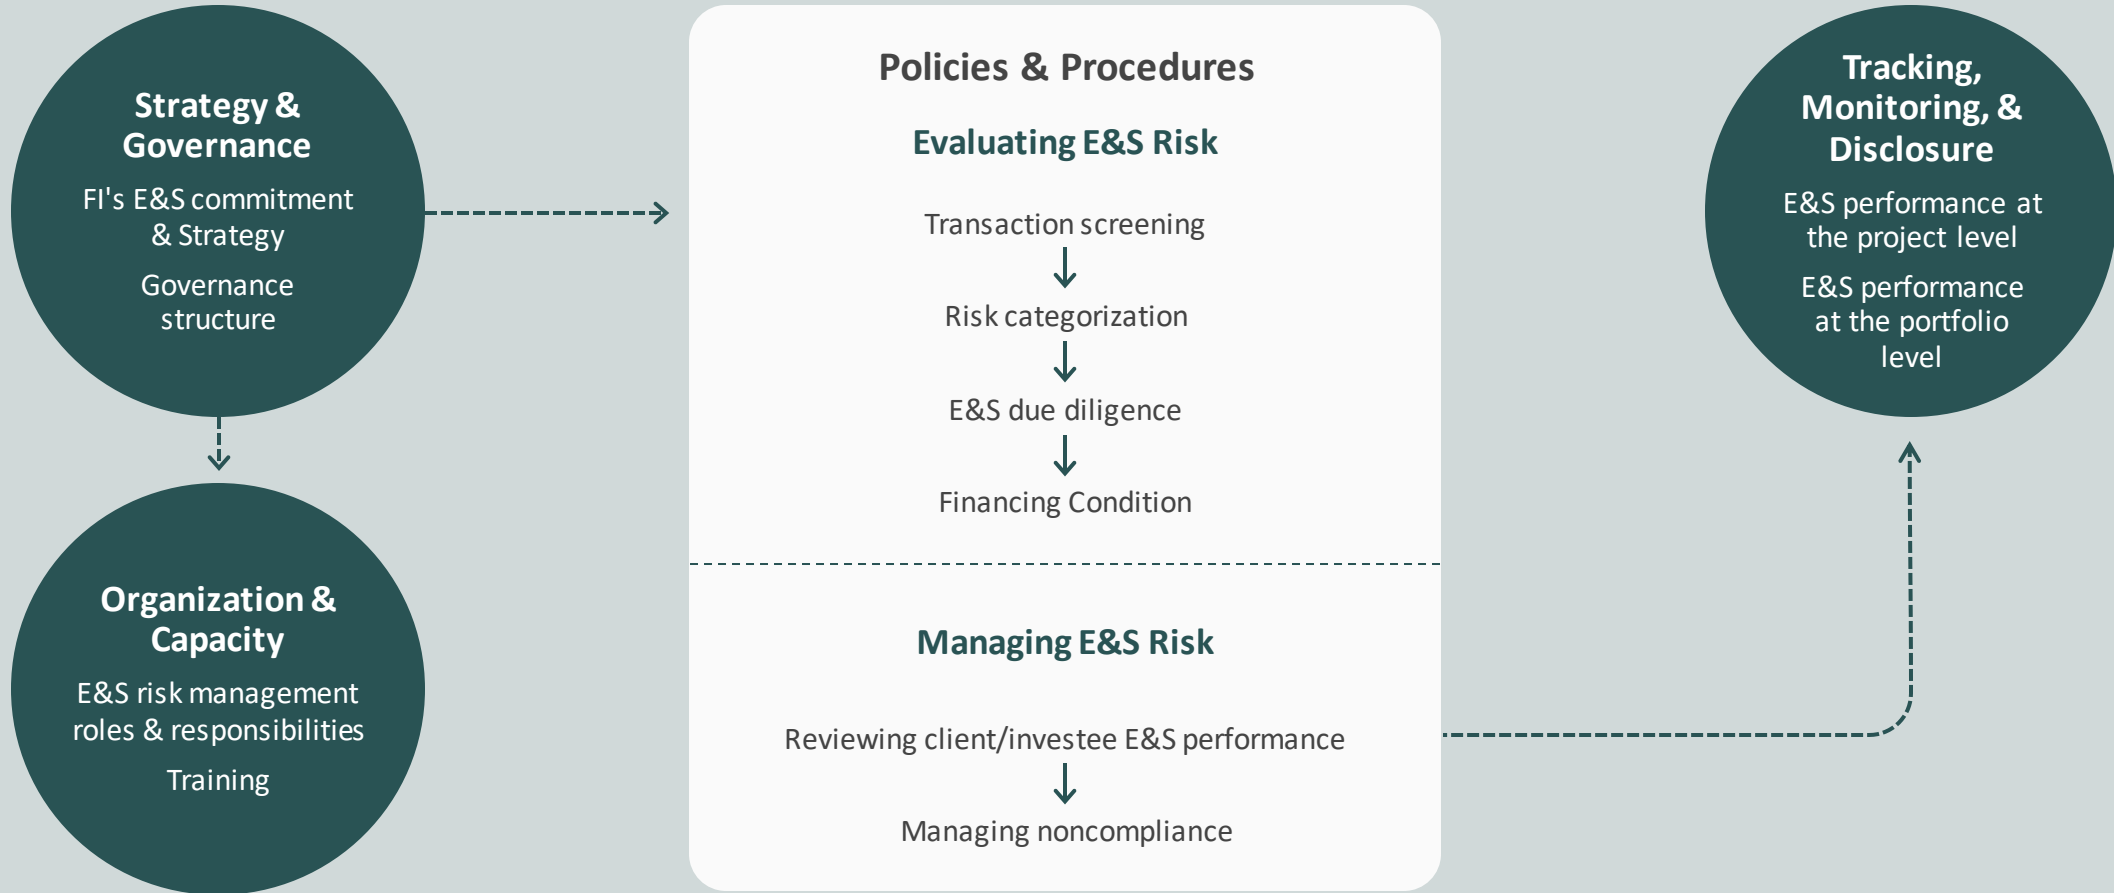 Strategy &
Governance
FI's E&S commitment
& Strategy
Governance
structure
Organization &
Capacity
E&S risk management
roles & responsibilities
Training
Policies & Procedures
Evaluating E&S Risk
Transaction screening
Risk categorization
E&S due diligence
Financing Condition
Managing E&S Risk
Reviewing client/investee E&S performance
Managing noncompliance
Tracking,
Monitoring, &
Disclosure
E&S performance at
the project level
E&S performance
at the portfolio
level